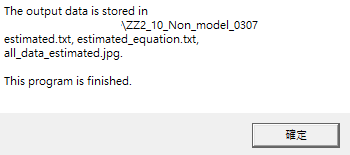 The output data is stored in
\ZZ2_10_Non_model_0307
estimated.txt, estimated_equation.txt,
all_data_estimated.jpg.
This program is finished.
確定